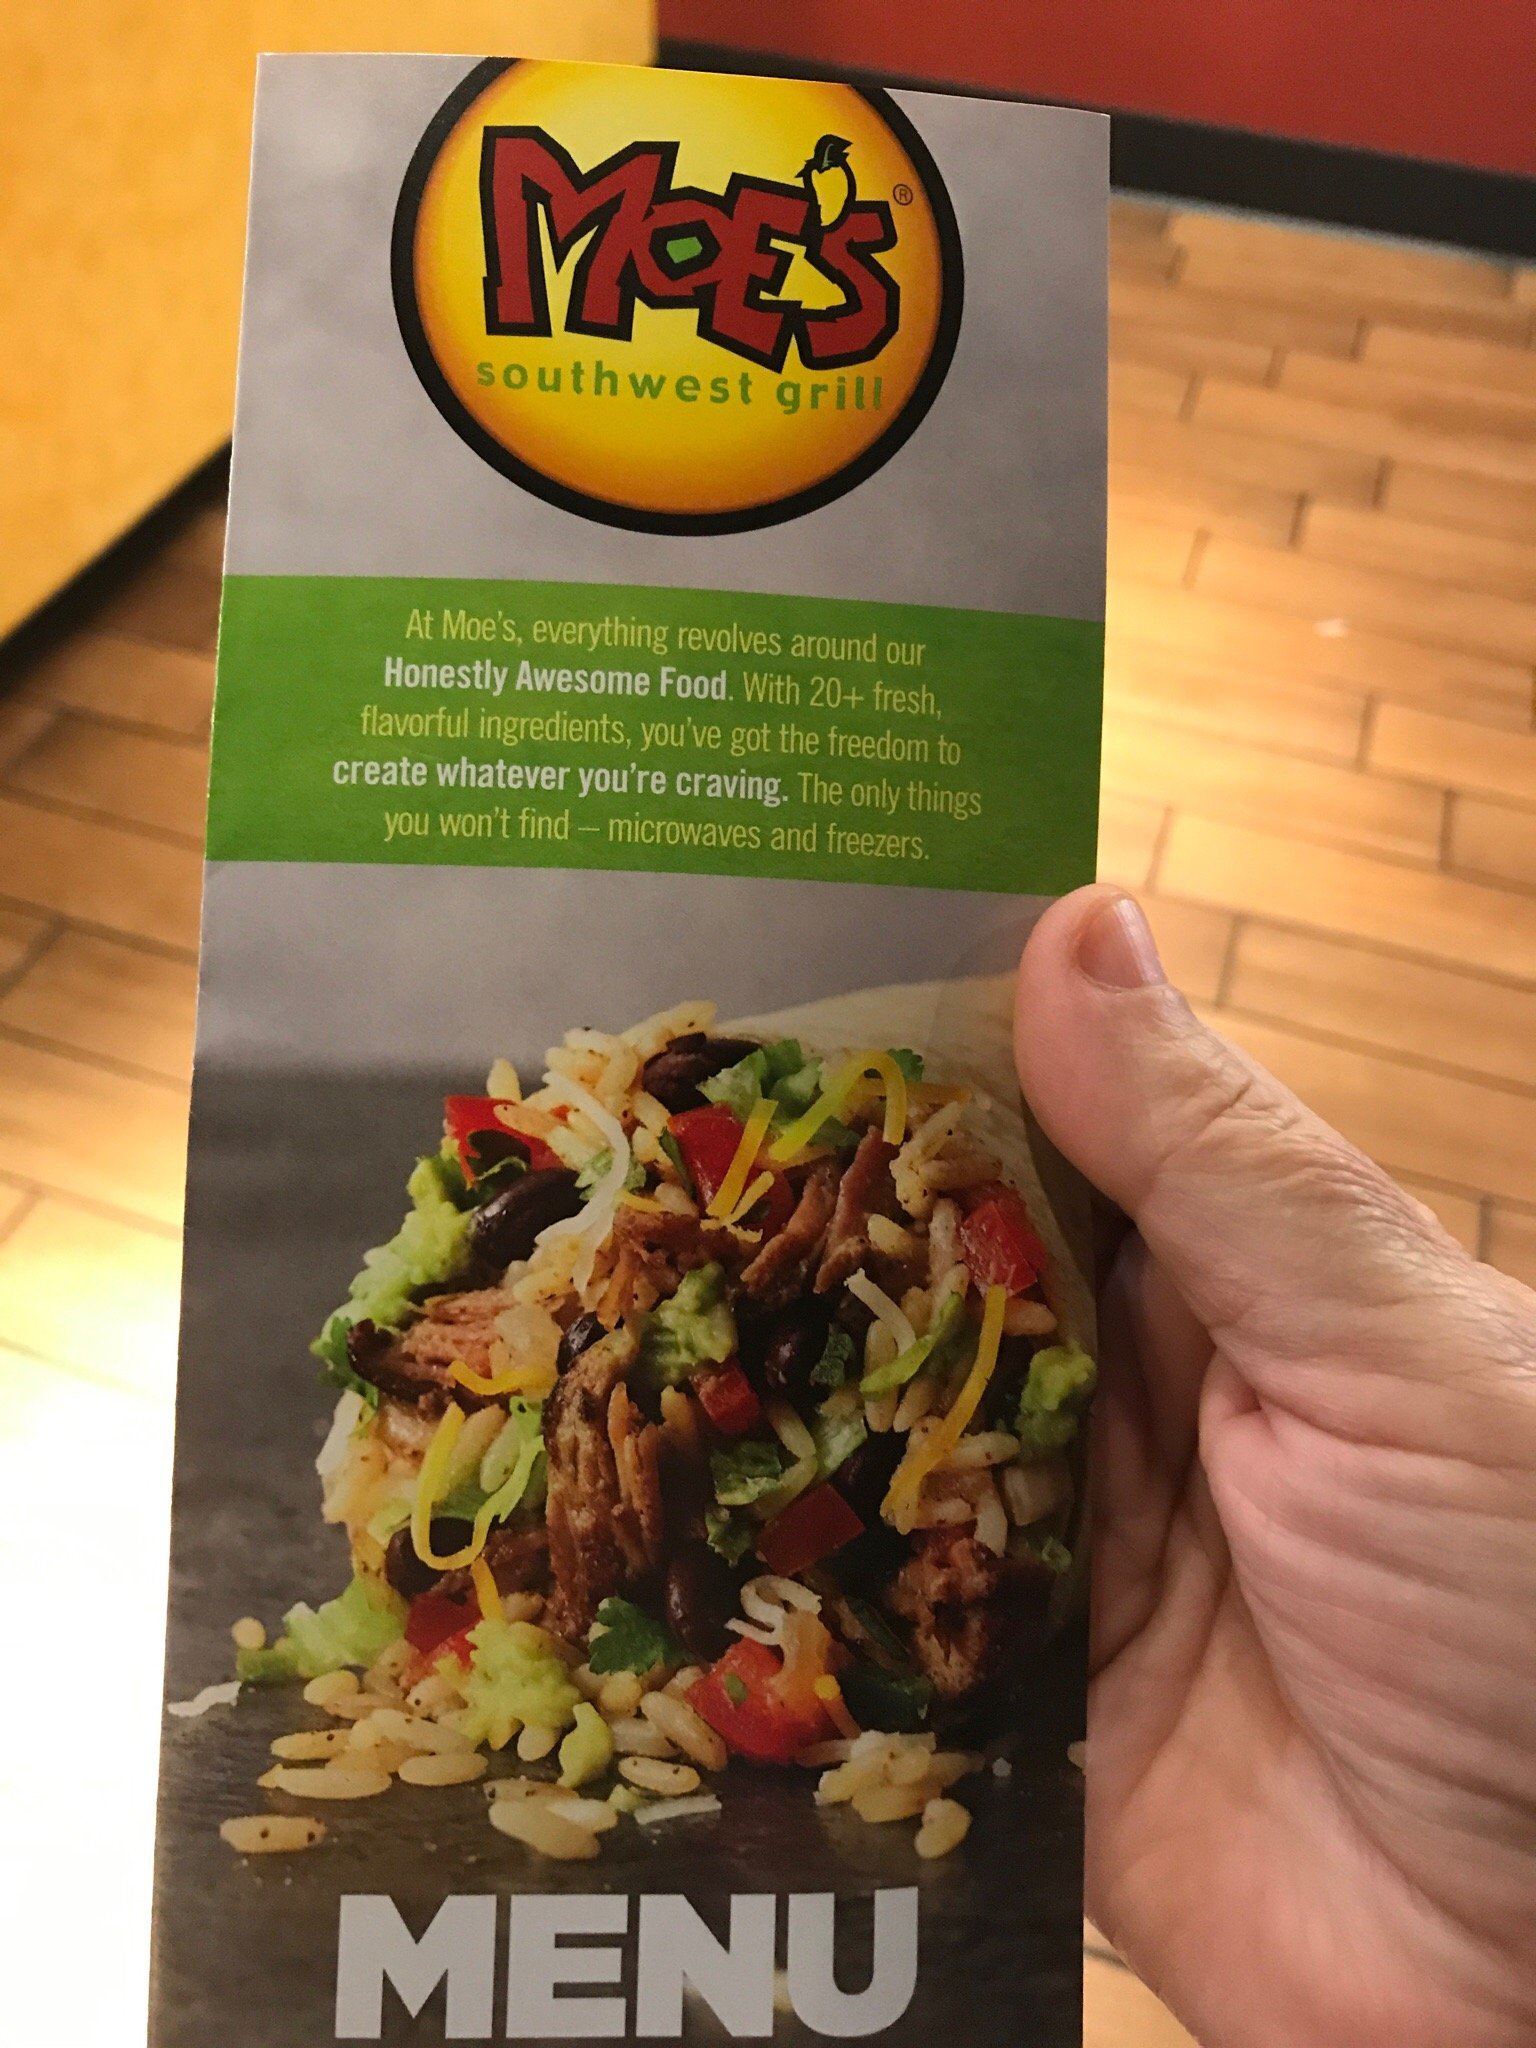 MOE'S®
southwest grill
At Moe's, everything revolves around our
Honestly Awesome Food. With 20+ fresh,
flavorful ingredients, you've got the freedom to
create whatever you're craving. The only things
you won't find – microwaves and freezers.
MENU